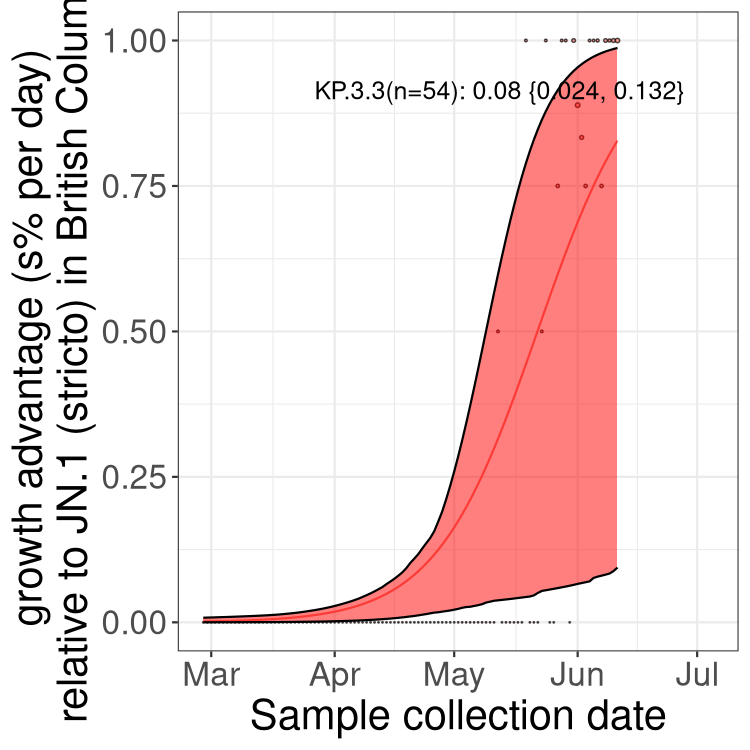 growth advantage (s% per day)
relative to JN.1 (stricto) in British Colum
1.00
0.75
0.50
0.25
0.00
KP.3.3(n=54): 0.08 {0.024, 0.132}
Mar Apr May Jun Jul
Sample collection date